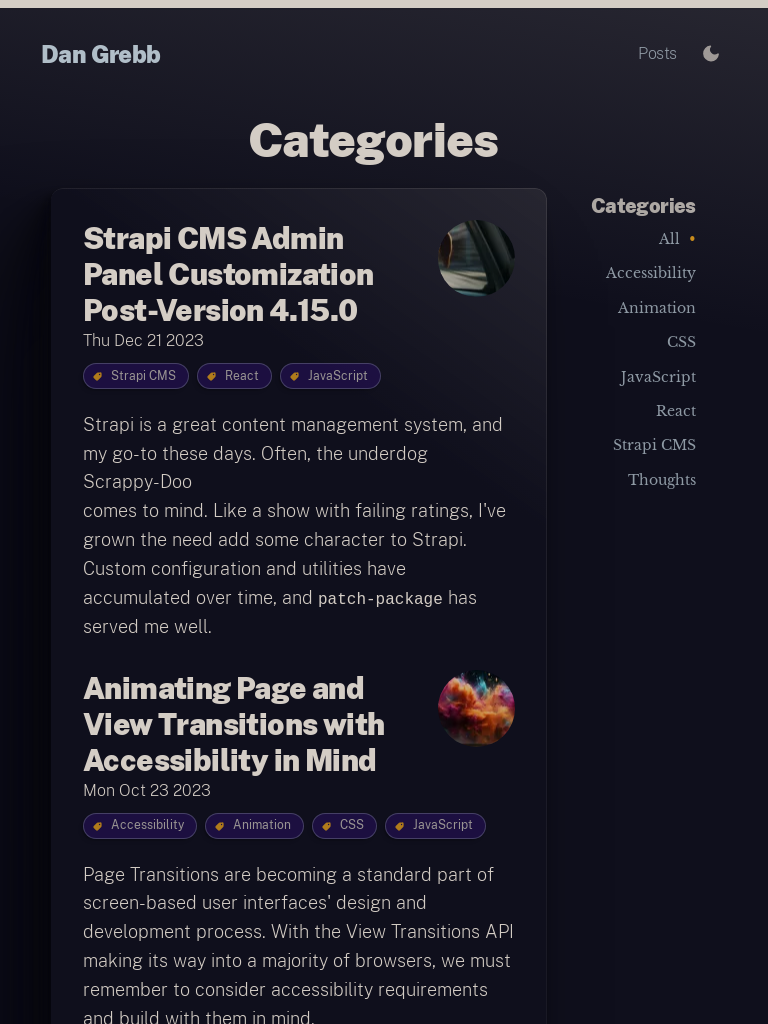 Dan Grebb
Posts
Categories
Strapi CMS Admin
Panel Customization
Post-Version 4.15.0
Thu Dec 21 2023
Strapi CMS
React
JavaScript
Strapi is a great content management system, and
my go-to these days. Often, the underdog
Scrappy-Doo
comes to mind. Like a show with failing ratings, I've
grown the need add some character to Strapi.
Custom configuration and utilities have
accumulated over time, and patch-package has
served me well.
Animating Page and
View Transitions with
Accessibility in Mind
Mon Oct 23 2023
Accessibility
Animation
CSS
JavaScript
Page Transitions are becoming a standard part of
screen-based user interfaces' design and
development process. With the View Transitions API
making its way into a majority of browsers, we must
remember to consider accessibility requirements
and build with them in mind.
Categories
All •
Accessibility
Animation
CSS
JavaScript
React
Strapi CMS
Thoughts